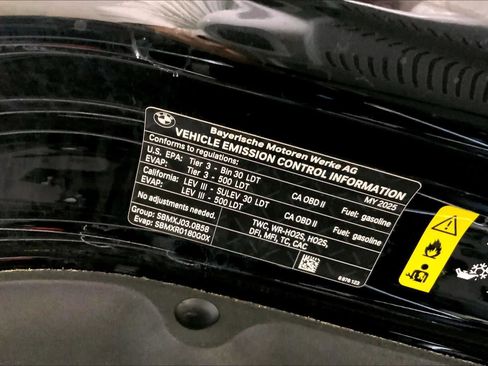 Bayerische Motoren Werke AG
VEHICLE EMISSION CONTROL INFORMATION
Conforms to regulations: MY 2025
U.S. EPA: Tier 3 - Bin 30 LDT CA OBD II Fuel: gasoline
EVAP: Tier 3 - 500 LDT
California: LEV III - SULEV 30 LDT CA OBD II Fuel: gasoline
EVAP: LEV III - 500 LDT
No adjustments needed.
Group: SBMXJ03.0B58
Evap: SBMXR0180G0X
TWC, WR-HO2S, HO2S,
DFI, MFI, TC, CAC